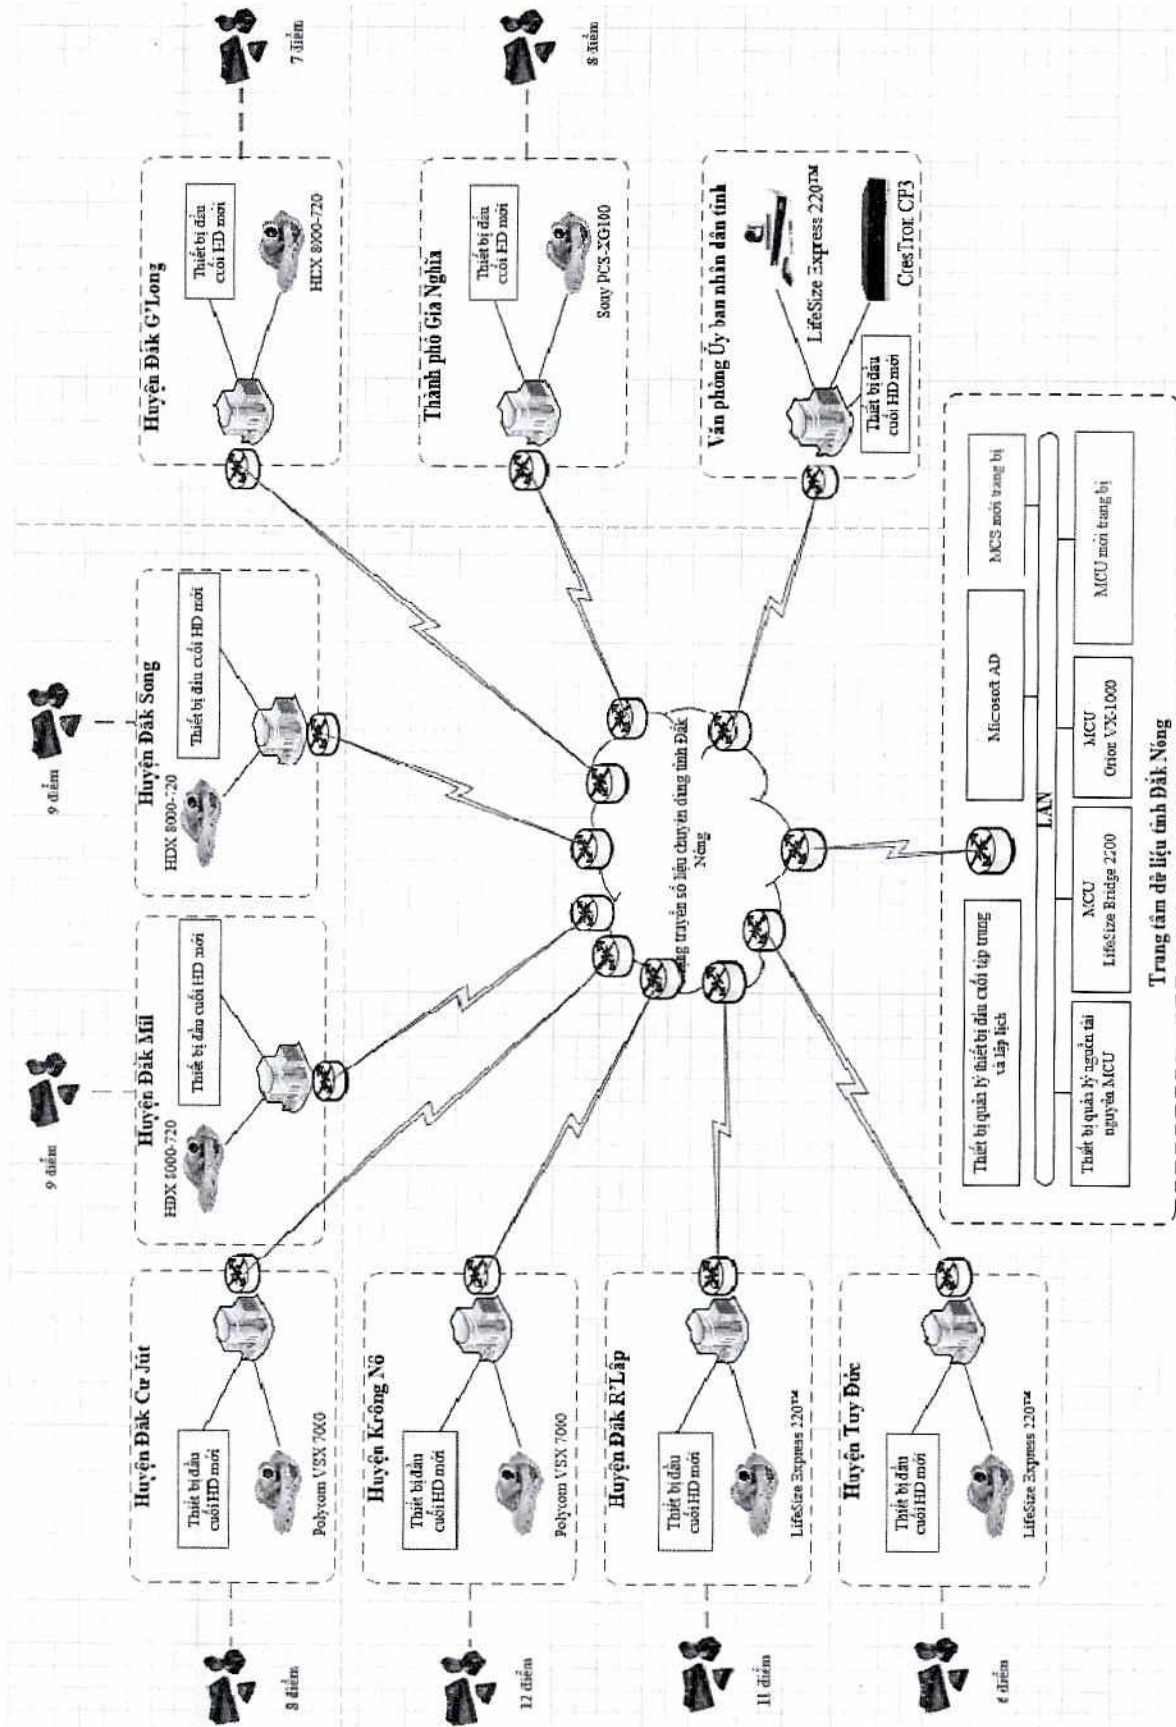 Huyện Đăk Cư Jút
Thiết bị đầu
cuối HD mới
Polycom VSX 7000
8 điểm
Huyện Krông Nô
Thiết bị đầu
cuối HD mới
Polycom VSX 7000
12 điểm
Huyện Đăk R'Lấp
Thiết bị đầu
cuối HD mới
LifeSize Express 220™
11 điểm
Huyện Tuy Đức
Thiết bị đầu
cuối HD mới
LifeSize Express 220™
6 điểm
Huyện Đăk Mil
HDX 8000-720
Thiết bị đầu cuối HD mới
9 điểm
Huyện Đăk Song
HDX 8000-720
Thiết bị đầu cuối HD mới
9 điểm
Huyện Đăk G'Long
Thiết bị đầu
cuối HD mới
HDX 8000-720
7 điểm
Thành phố Gia Nghĩa
Thiết bị đầu
cuối HD mới
Sony PCS-XG100
8 điểm
Văn phòng Ủy ban nhân dân tỉnh
LifeSize Express 220™
CresTron CP3
Thiết bị đầu
cuối HD mới
truyền số liệu chuyên dùng tỉnh Đăk
Nông
Thiết bị quản lý thiết bị đầu cuối tập trung
và lập lịch
Microsoft AD
MCS mới trang bị
LAN
Thiết bị quản lý nguồn tài
nguyên MCU
MCU
LifeSize Bridge 2200
MCU
Orion VX-1000
MCU mới trang bị
Trung tâm dữ liệu tỉnh Đăk Nông